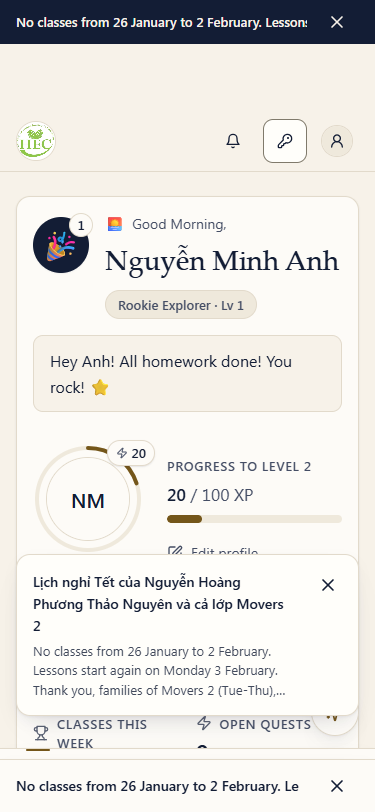 No classes from 26 January to 2 February. Lessons
HEC
1
Good Morning,
Nguyễn Minh Anh
Rookie Explorer · Lv 1
Hey Anh! All homework done! You
rock!
20
NM
PROGRESS TO LEVEL 2
20 / 100 XP
Edit profile
Lịch nghỉ Tết của Nguyễn Hoàng
Phương Thảo Nguyên và cả lớp Movers
2
No classes from 26 January to 2 February.
Lessons start again on Monday 3 February.
Thank you, families of Movers 2 (Tue-Thu),...
CLASSES THIS
WEEK
OPEN QUESTS
No classes from 26 January to 2 February. Le